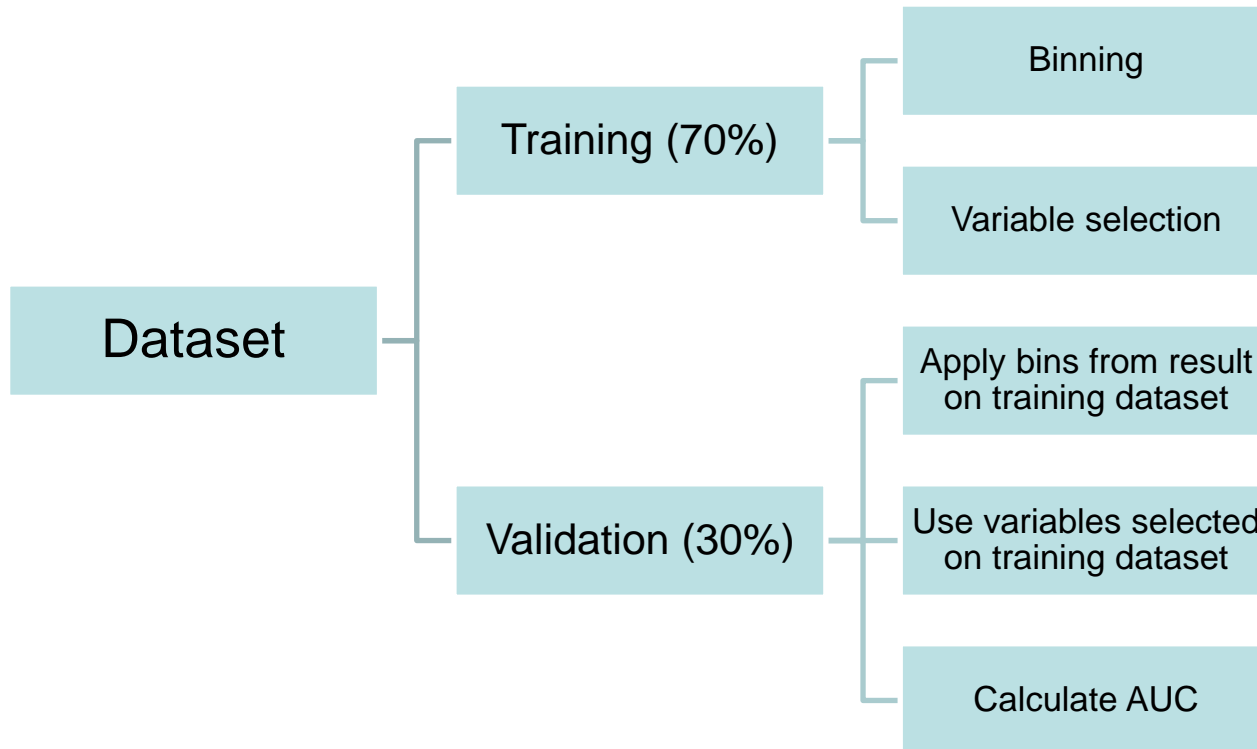 Binning
Training (70%)
Variable selection
Dataset
Apply bins from result
on training dataset
Validation (30%)
Use variables selected
on training dataset
Calculate AUC